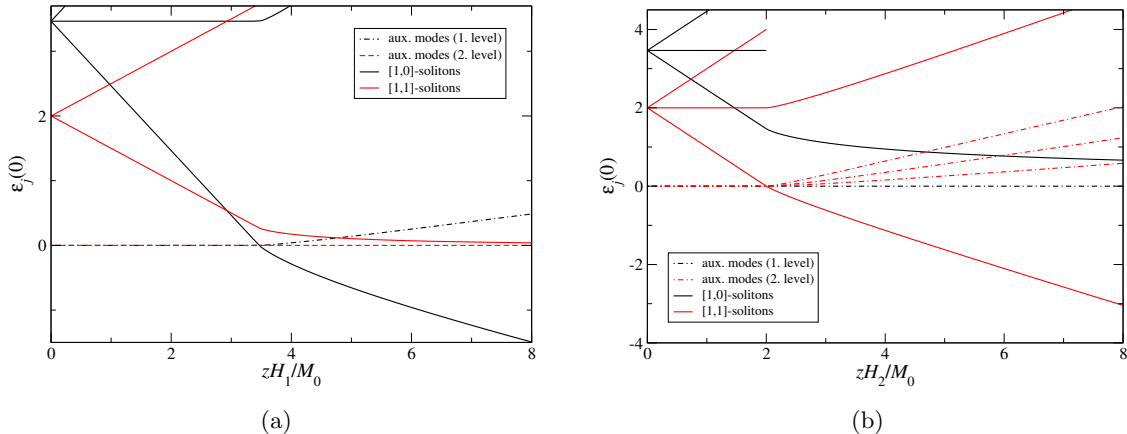 2
0
ε_j(0)
0
2
4
6
8
zH_1/M_0
aux. modes (1. level)
aux. modes (2. level)
[1,0]-solitons
[1,1]-solitons
(a)
4
2
0
-2
-4
ε_j(0)
0
2
4
6
8
zH_2/M_0
aux. modes (1. level)
aux. modes (2. level)
[1,0]-solitons
[1,1]-solitons
(b)